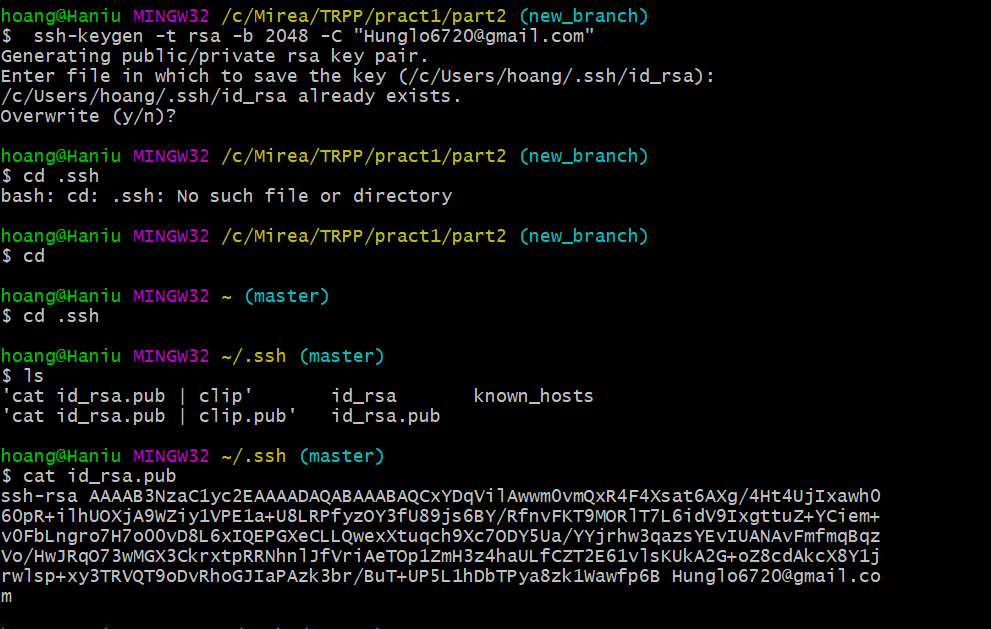 hoang@Haniu MINGW32 /c/Mirea/TRPP/pract1/part2 (new_branch)
$  ssh-keygen -t rsa -b 2048 -C "Hunglo6720@gmail.com"
Generating public/private rsa key pair.
Enter file in which to save the key (/c/Users/hoang/.ssh/id_rsa):
/c/Users/hoang/.ssh/id_rsa already exists.
Overwrite (y/n)?
hoang@Haniu MINGW32 /c/Mirea/TRPP/pract1/part2 (new_branch)
$ cd .ssh
bash: cd: .ssh: No such file or directory
hoang@Haniu MINGW32 /c/Mirea/TRPP/pract1/part2 (new_branch)
$ cd
hoang@Haniu MINGW32 ~ (master)
$ cd .ssh
hoang@Haniu MINGW32 ~/.ssh (master)
$ ls
'cat id_rsa.pub | clip'       id_rsa       known_hosts
'cat id_rsa.pub | clip.pub'   id_rsa.pub
hoang@Haniu MINGW32 ~/.ssh (master)
$ cat id_rsa.pub
ssh-rsa AAAAB3NzaC1yc2EAAAADAQABAAABAQCxYDqVilAwwmOvmQxR4F4Xsat6AXg/4Ht4UjIxawhO
6OpR+ilhUOXjA9WZiy1VPE1a+U8LRPfyzOY3fU89js6BY/RfnvFKT9MORlT7L6idV9IxgttuZ+YCiem+
vOFbLngro7H7oOOvD8L6xIQEPGXeCLLQwexXtuqch9Xc7ODY5Ua/YYjrhw3qazsYEvIUANAvFmfmqBqz
Vo/HwJRqO73wMGX3CkrxtpRRNhnlJfVriAeTOp1ZmH3z4haULfCZT2E61vlsKUkA2G+oZ8cdAkcX8Y1j
rwlsp+xy3TRVQT9oDvRhoGJIaPAzk3br/BuT+UP5L1hDbTPya8zk1Wawfp6B Hunglo6720@gmail.co
m